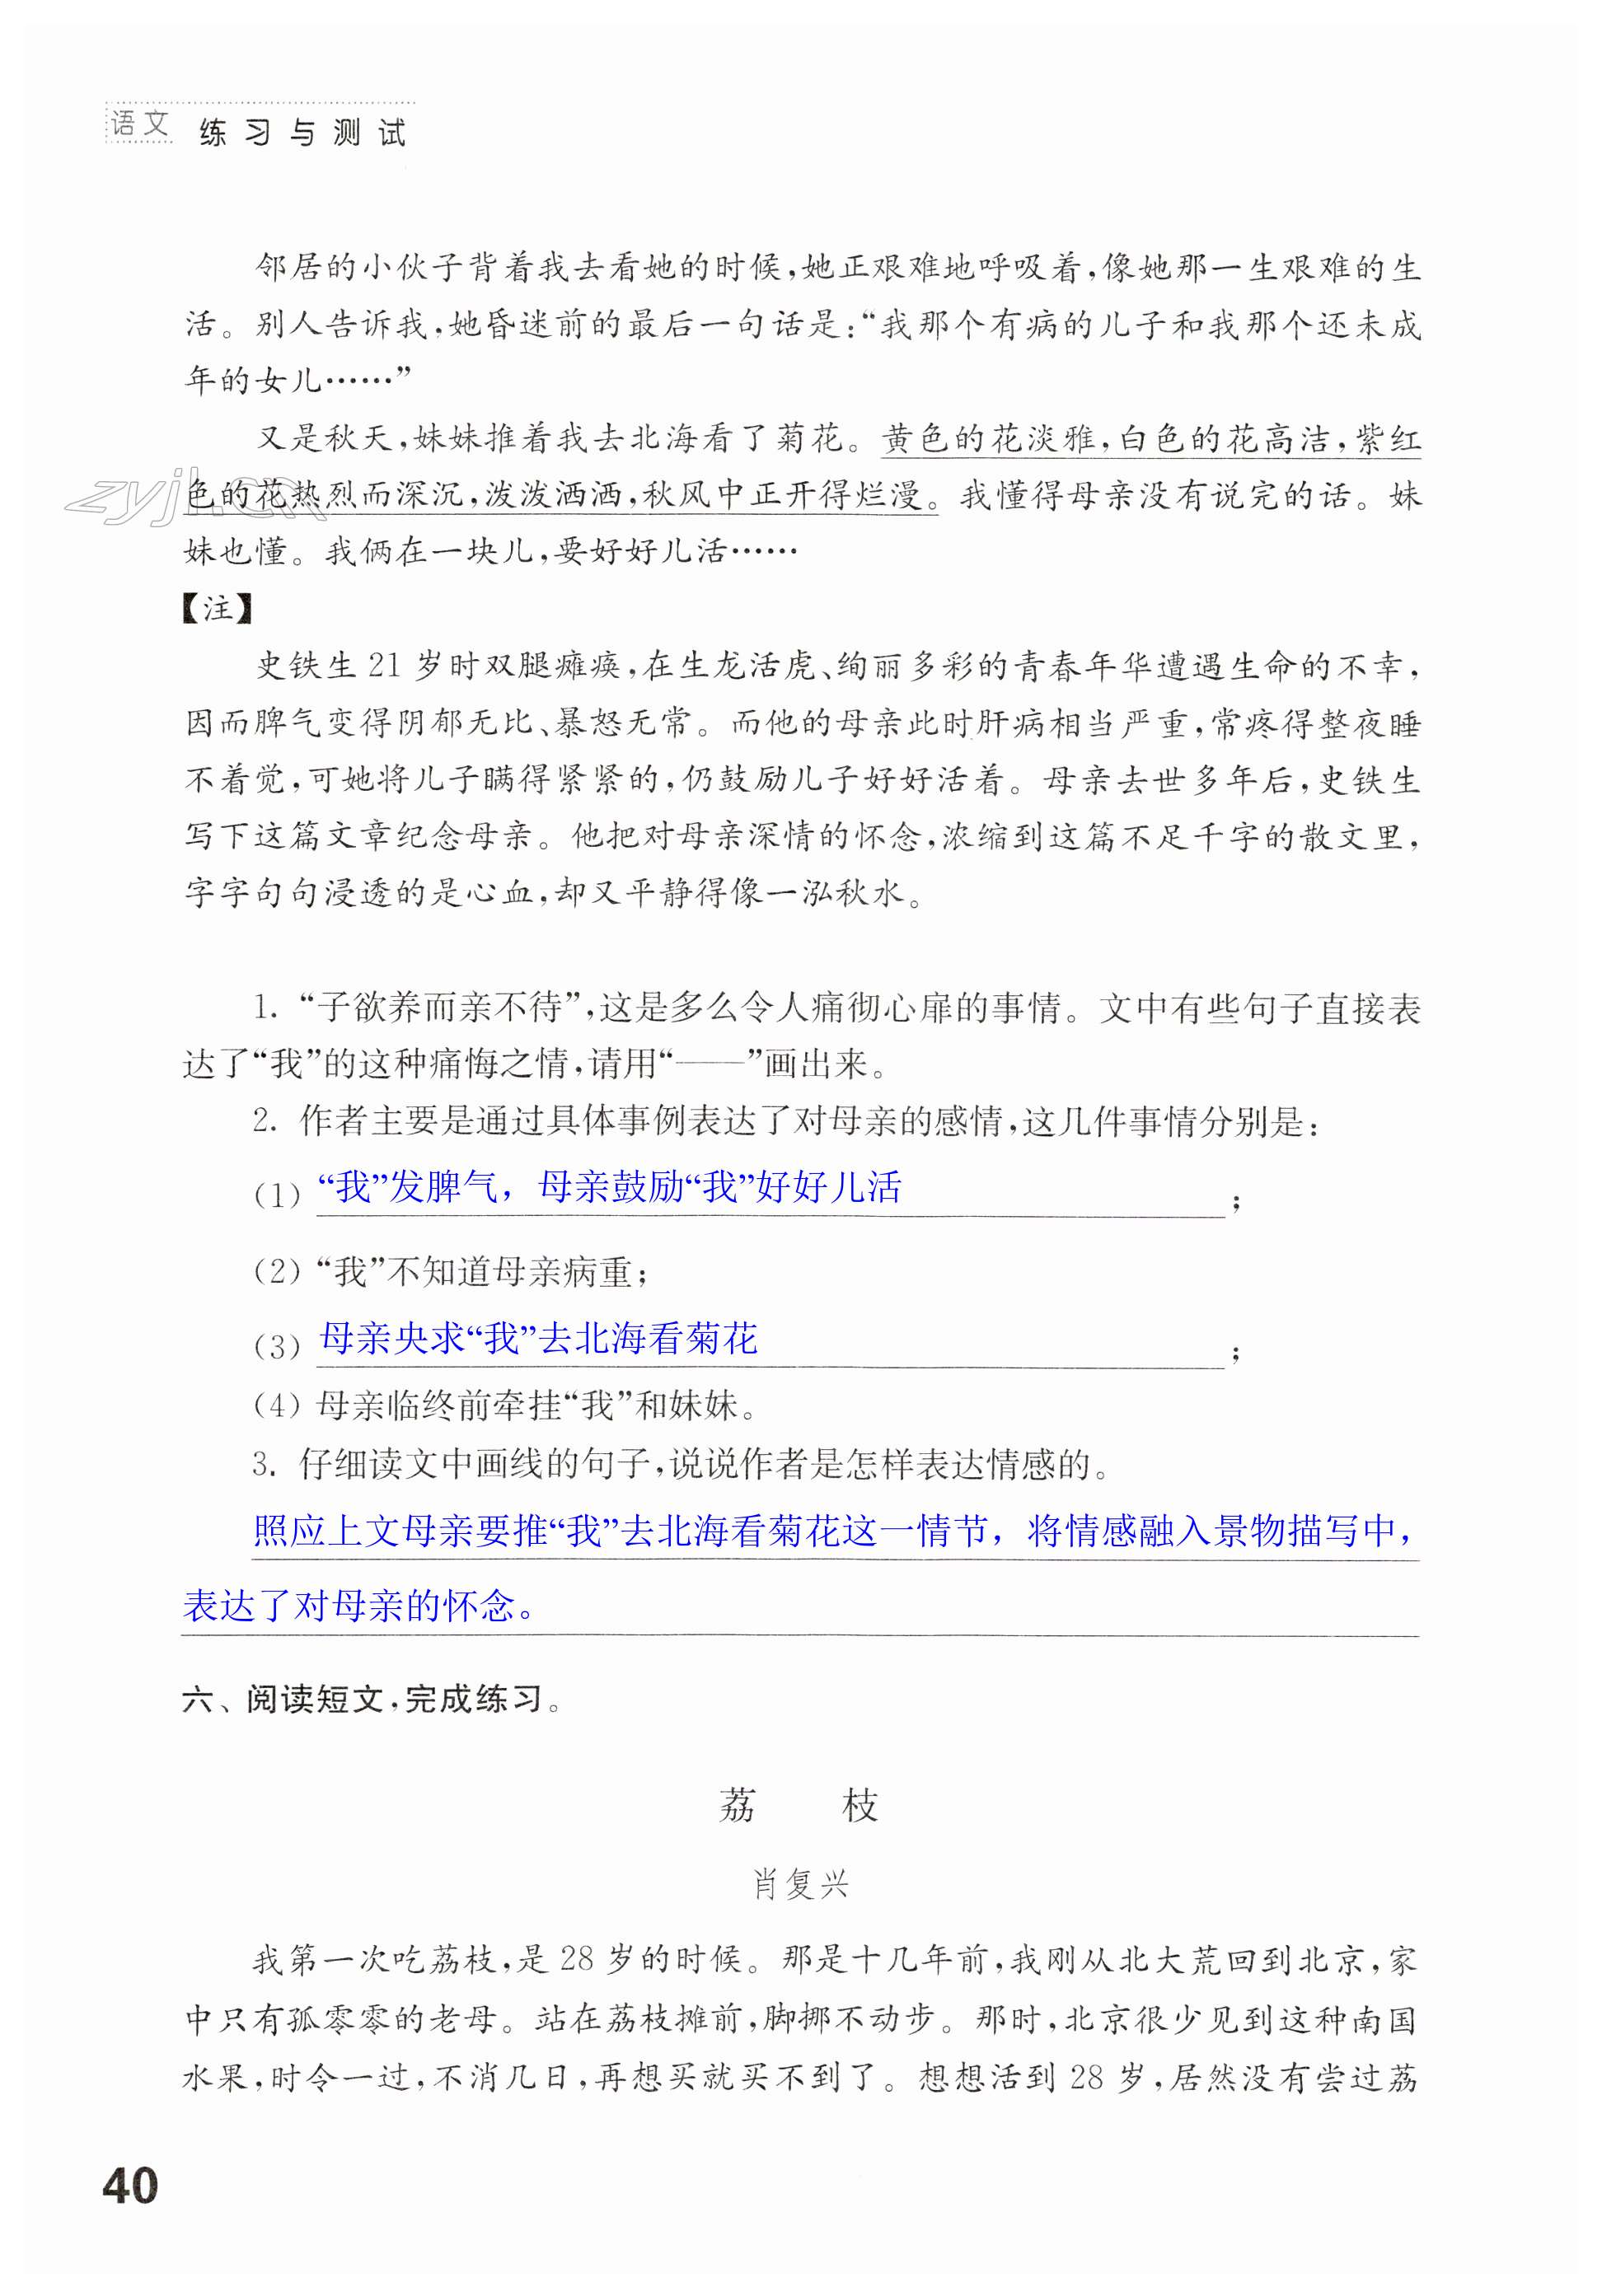 语文 练习与测试
邻居的小伙子背着我去看她的时候，她正艰难地呼吸着，像她那一生艰难的生
活。别人告诉我，她昏迷前的最后一句话是：“我那个有病的儿子和我那个还未成
年的女儿……”
又是秋天，妹妹推着我去北海看了菊花。黄色的花淡雅，白色的花高洁，紫红
色的花热烈而深沉，泼泼洒洒，秋风中正开得烂漫。我懂得母亲没有说完的话。妹
妹也懂。我俩在一块儿，要好好儿活……
【注】
史铁生 21 岁时双腿瘫痪，在生龙活虎、绚丽多彩的青春年华遭遇生命的不幸，
因而脾气变得阴郁无比、暴怒无常。而他的母亲此时肝病相当严重，常疼得整夜睡
不着觉，可她将儿子瞒得紧紧的，仍鼓励儿子好好活着。母亲去世多年后，史铁生
写下这篇文章纪念母亲。他把对母亲深情的怀念，浓缩到这篇不足千字的散文里，
字字句句浸透的是心血，却又平静得像一泓秋水。
1. “子欲养而亲不待”，这是多么令人痛彻心扉的事情。文中有些句子直接表
达了“我”的这种痛悔之情，请用“——”画出来。
2. 作者主要是通过具体事例表达了对母亲的感情，这几件事情分别是：
（1）“我”发脾气，母亲鼓励“我”好好儿活；
（2）“我”不知道母亲病重；
（3）母亲央求“我”去北海看菊花；
（4）母亲临终前牵挂“我”和妹妹。
3. 仔细读文中画线的句子，说说作者是怎样表达情感的。
照应上文母亲要推“我”去北海看菊花这一情节，将情感融入景物描写中，
表达了对母亲的怀念。
六、阅读短文，完成练习。
荔 枝
肖复兴
我第一次吃荔枝，是 28 岁的时候。那是十几年前，我刚从北大荒回到北京，家
中只有孤零零的老母。站在荔枝摊前，脚挪不动步。那时，北京很少见到这种南国
水果，时令一过，不消几日，再想买就买不到了。想想活到 28 岁，居然没有尝过荔
40
zyjl.cn